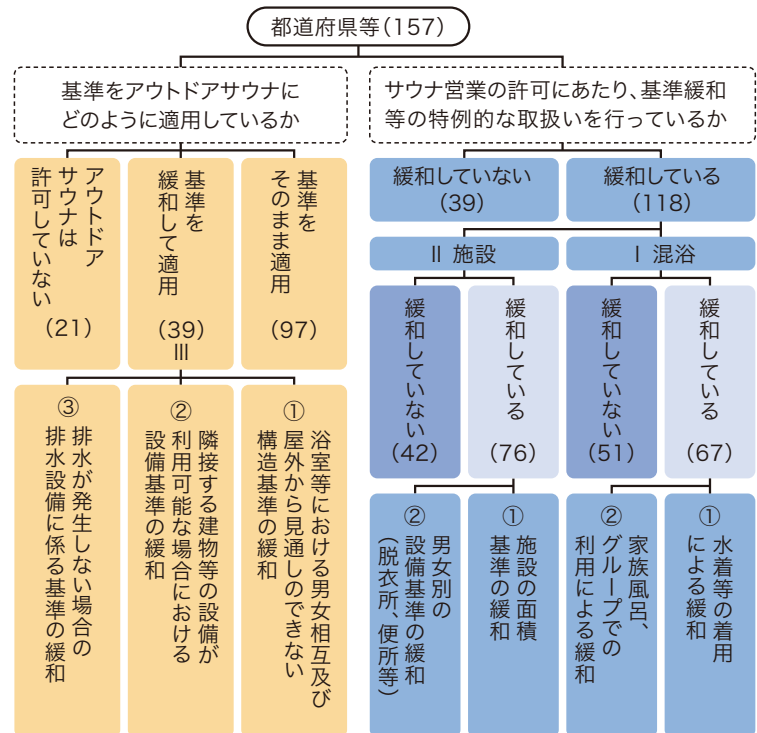 都道府県等(157)
基準をアウトドアサウナに
どのように適用しているか
サウナ営業の許可にあたり、基準緩和
等の特例的な取扱いを行っているか
基準を
そのまま適用
(97)
基準を
緩和して適用
(39)
Ⅲ
アウトドア
サウナは
許可していない
(21)
①
浴室等における男女相互及び
屋外から見通しのできない
構造基準の緩和
②
隣接する建物等の設備が
利用可能な場合における
設備基準の緩和
③
排水が発生しない場合の
排水設備に係る基準の緩和
緩和していない
(39)
緩和している
(118)
Ⅱ 施設
Ⅰ 混浴
緩和している
(67)
緩和していない
(51)
緩和している
(76)
緩和していない
(42)
①
水着等の着用
による緩和
②
家族風呂、
グループでの
利用による緩和
①
施設の面積
基準の緩和
②
男女別の
設備基準の緩和
(脱衣所、便所等)